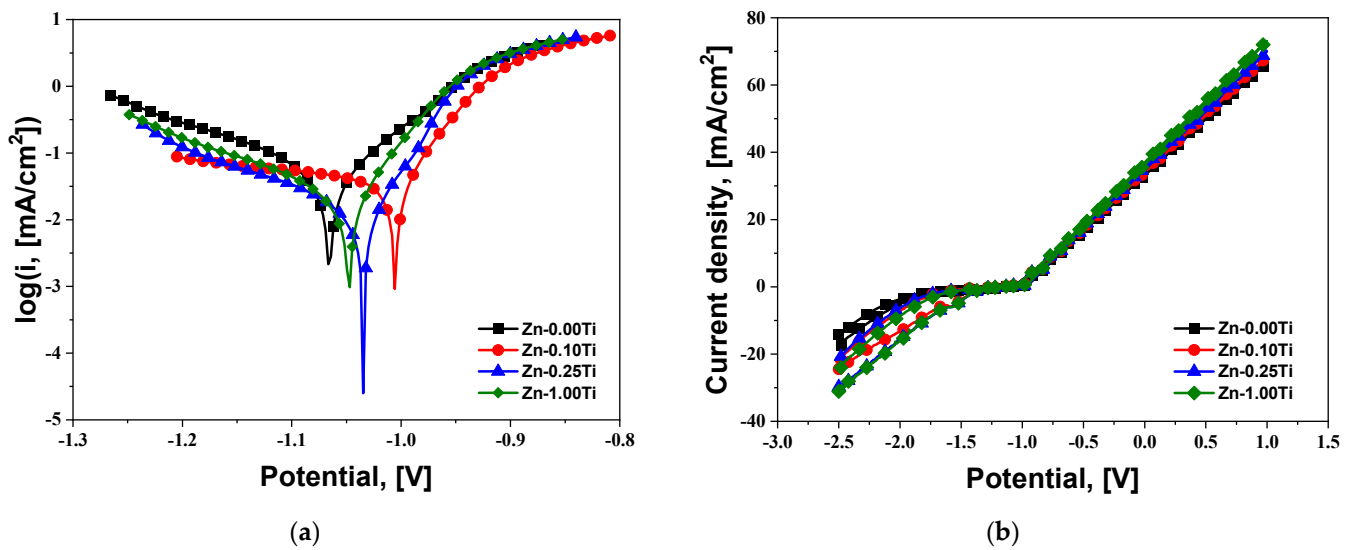 log(i, [mA/cm²])
1
0
-1
-2
-3
-4
-5
-1.3 -1.2 -1.1 -1.0 -0.9 -0.8
Potential, [V]
Zn-0.00Ti
Zn-0.10Ti
Zn-0.25Ti
Zn-1.00Ti
(a)
Current density, [mA/cm²]
80
60
40
20
0
-20
-40
-3.0 -2.5 -2.0 -1.5 -1.0 -0.5 0.0 0.5 1.0 1.5
Potential, [V]
Zn-0.00Ti
Zn-0.10Ti
Zn-0.25Ti
Zn-1.00Ti
(b)